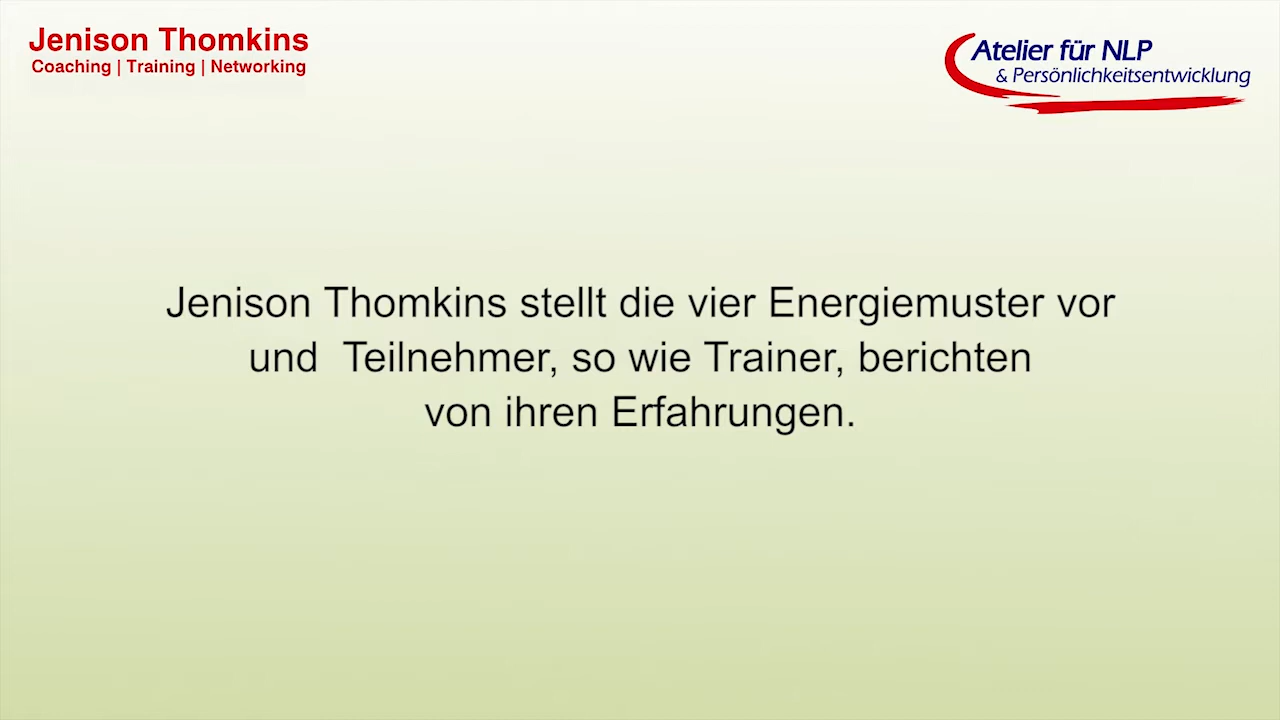 Jenison Thomkins
Coaching | Training | Networking
Atelier für NLP
& Persönlichkeitsentwicklung
Jenison Thomkins stellt die vier Energiemuster vor
und  Teilnehmer, so wie Trainer, berichten
von ihren Erfahrungen.